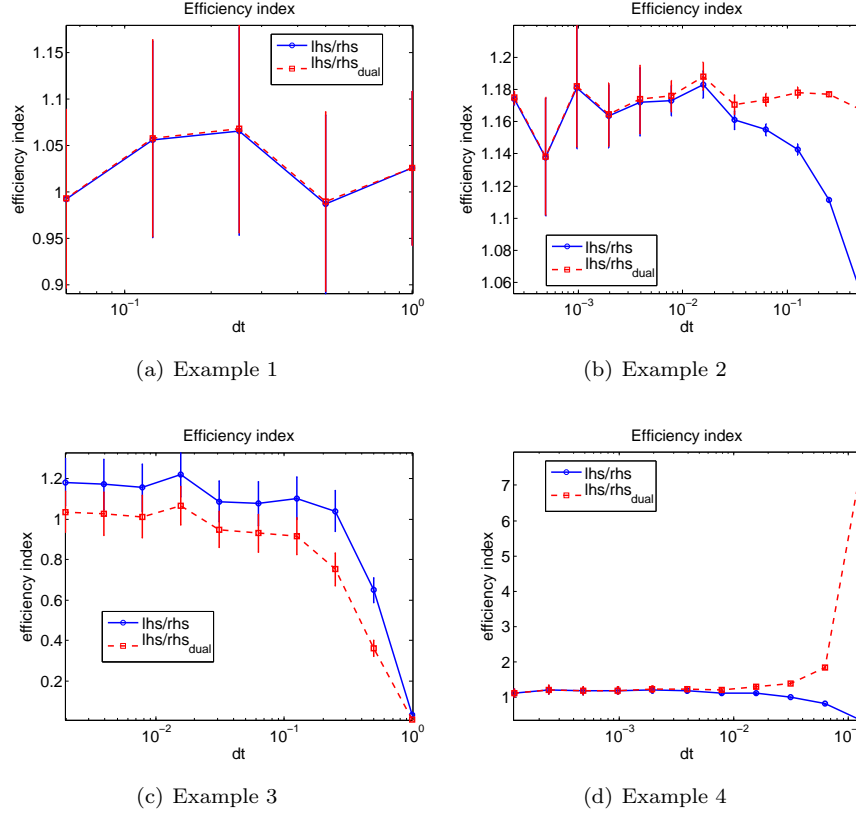 Efficiency index
1.15
1.1
1.05
1
0.95
0.9
efficiency index
lhs/rhs
lhs/rhs_dual
10^-1
10^0
dt
(a) Example 1
Efficiency index
1.2
1.18
1.16
1.14
1.12
1.1
1.08
1.06
efficiency index
lhs/rhs
lhs/rhs_dual
10^-3
10^-2
10^-1
dt
(b) Example 2
Efficiency index
1.2
1
0.8
0.6
0.4
0.2
efficiency index
lhs/rhs
lhs/rhs_dual
10^-2
10^-1
10^0
dt
(c) Example 3
Efficiency index
7
6
5
4
3
2
1
efficiency index
lhs/rhs
lhs/rhs_dual
10^-3
10^-2
dt
(d) Example 4